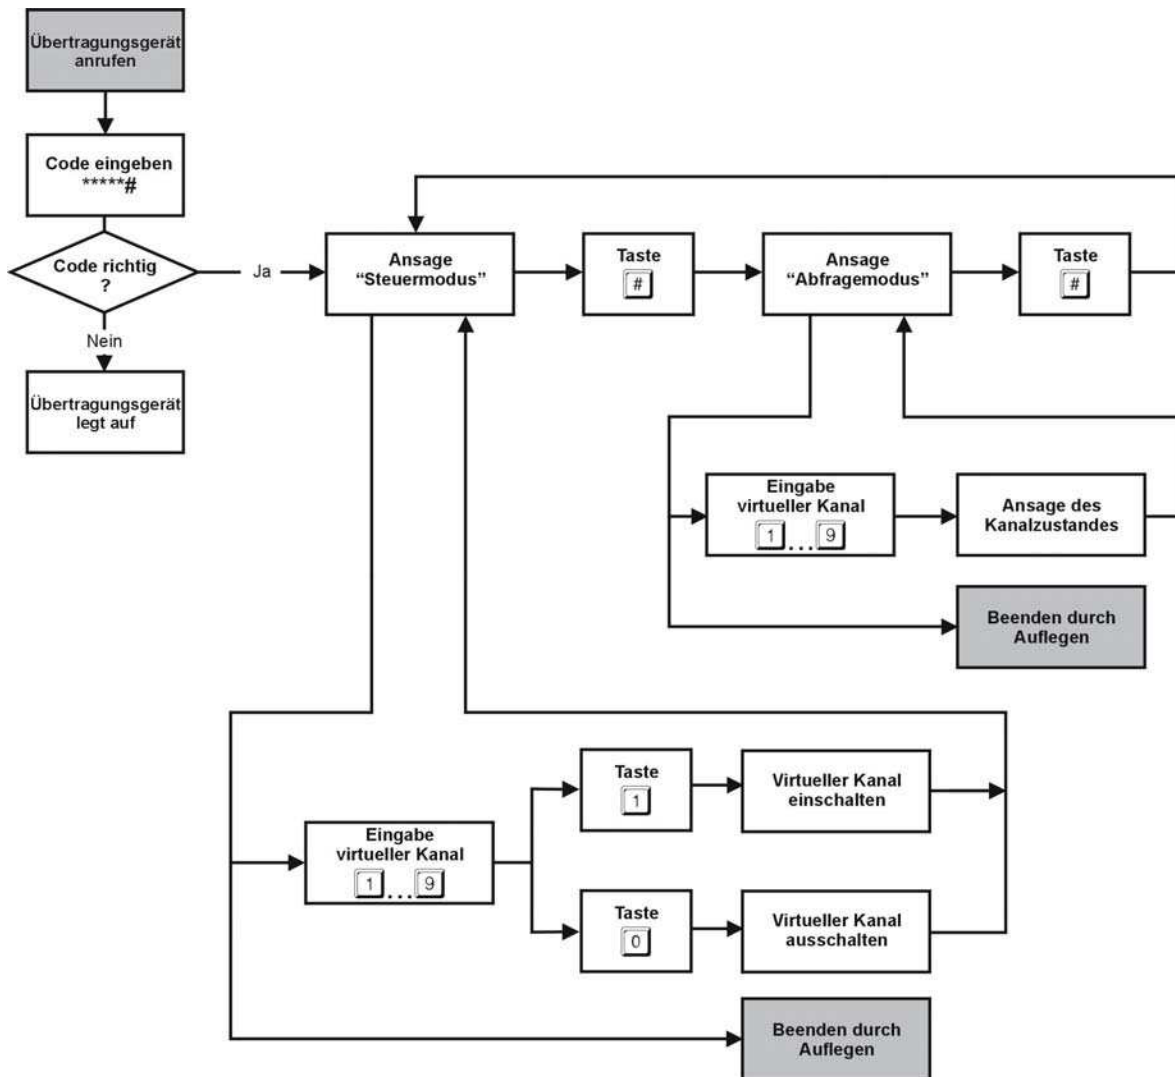 Übertragungsgerät
anrufen
Code eingeben
*****#
Code richtig
?
Ja
Nein
Übertragungsgerät
legt auf
Ansage
“Steuermodus”
Taste
#
Ansage
“Abfragemodus”
Taste
#
Eingabe
virtueller Kanal
1...9
Ansage des
Kanalzustandes
Beenden durch
Auflegen
Eingabe
virtueller Kanal
1...9
Taste
1
Virtueller Kanal
einschalten
Taste
0
Virtueller Kanal
ausschalten
Beenden durch
Auflegen